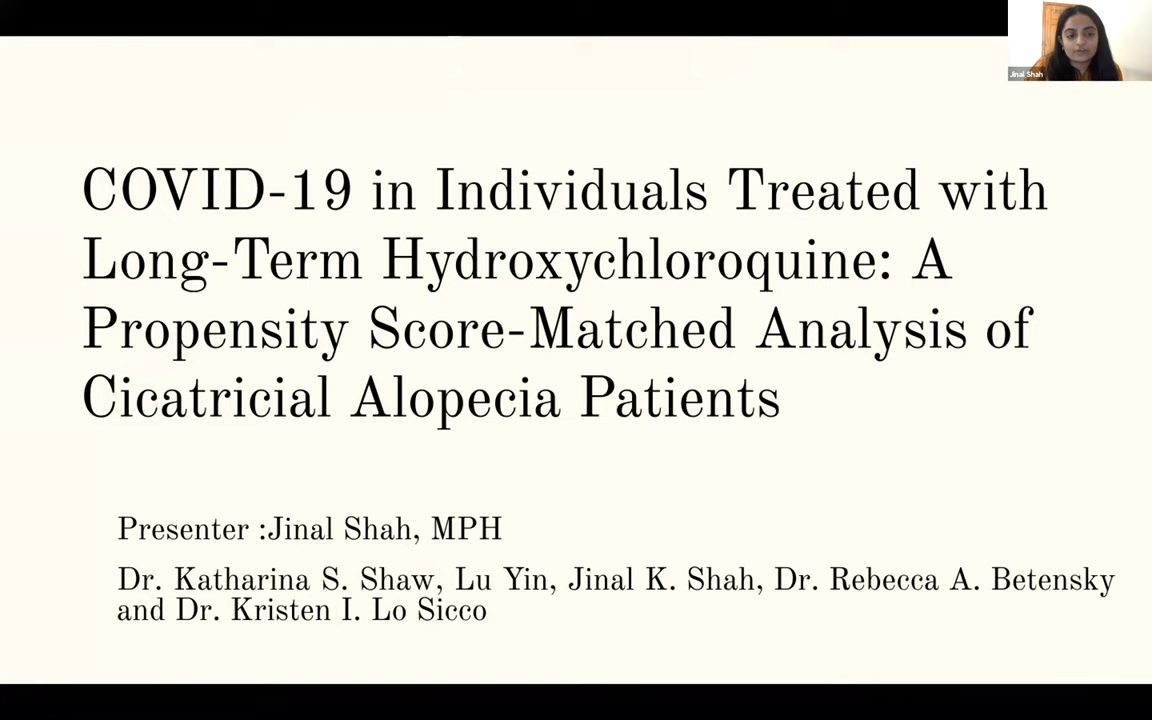 Jinal Shah
COVID-19 in Individuals Treated with
Long-Term Hydroxychloroquine: A
Propensity Score-Matched Analysis of
Cicatricial Alopecia Patients
Presenter :Jinal Shah, MPH
Dr. Katharina S. Shaw, Lu Yin, Jinal K. Shah, Dr. Rebecca A. Betensky
and Dr. Kristen I. Lo Sicco